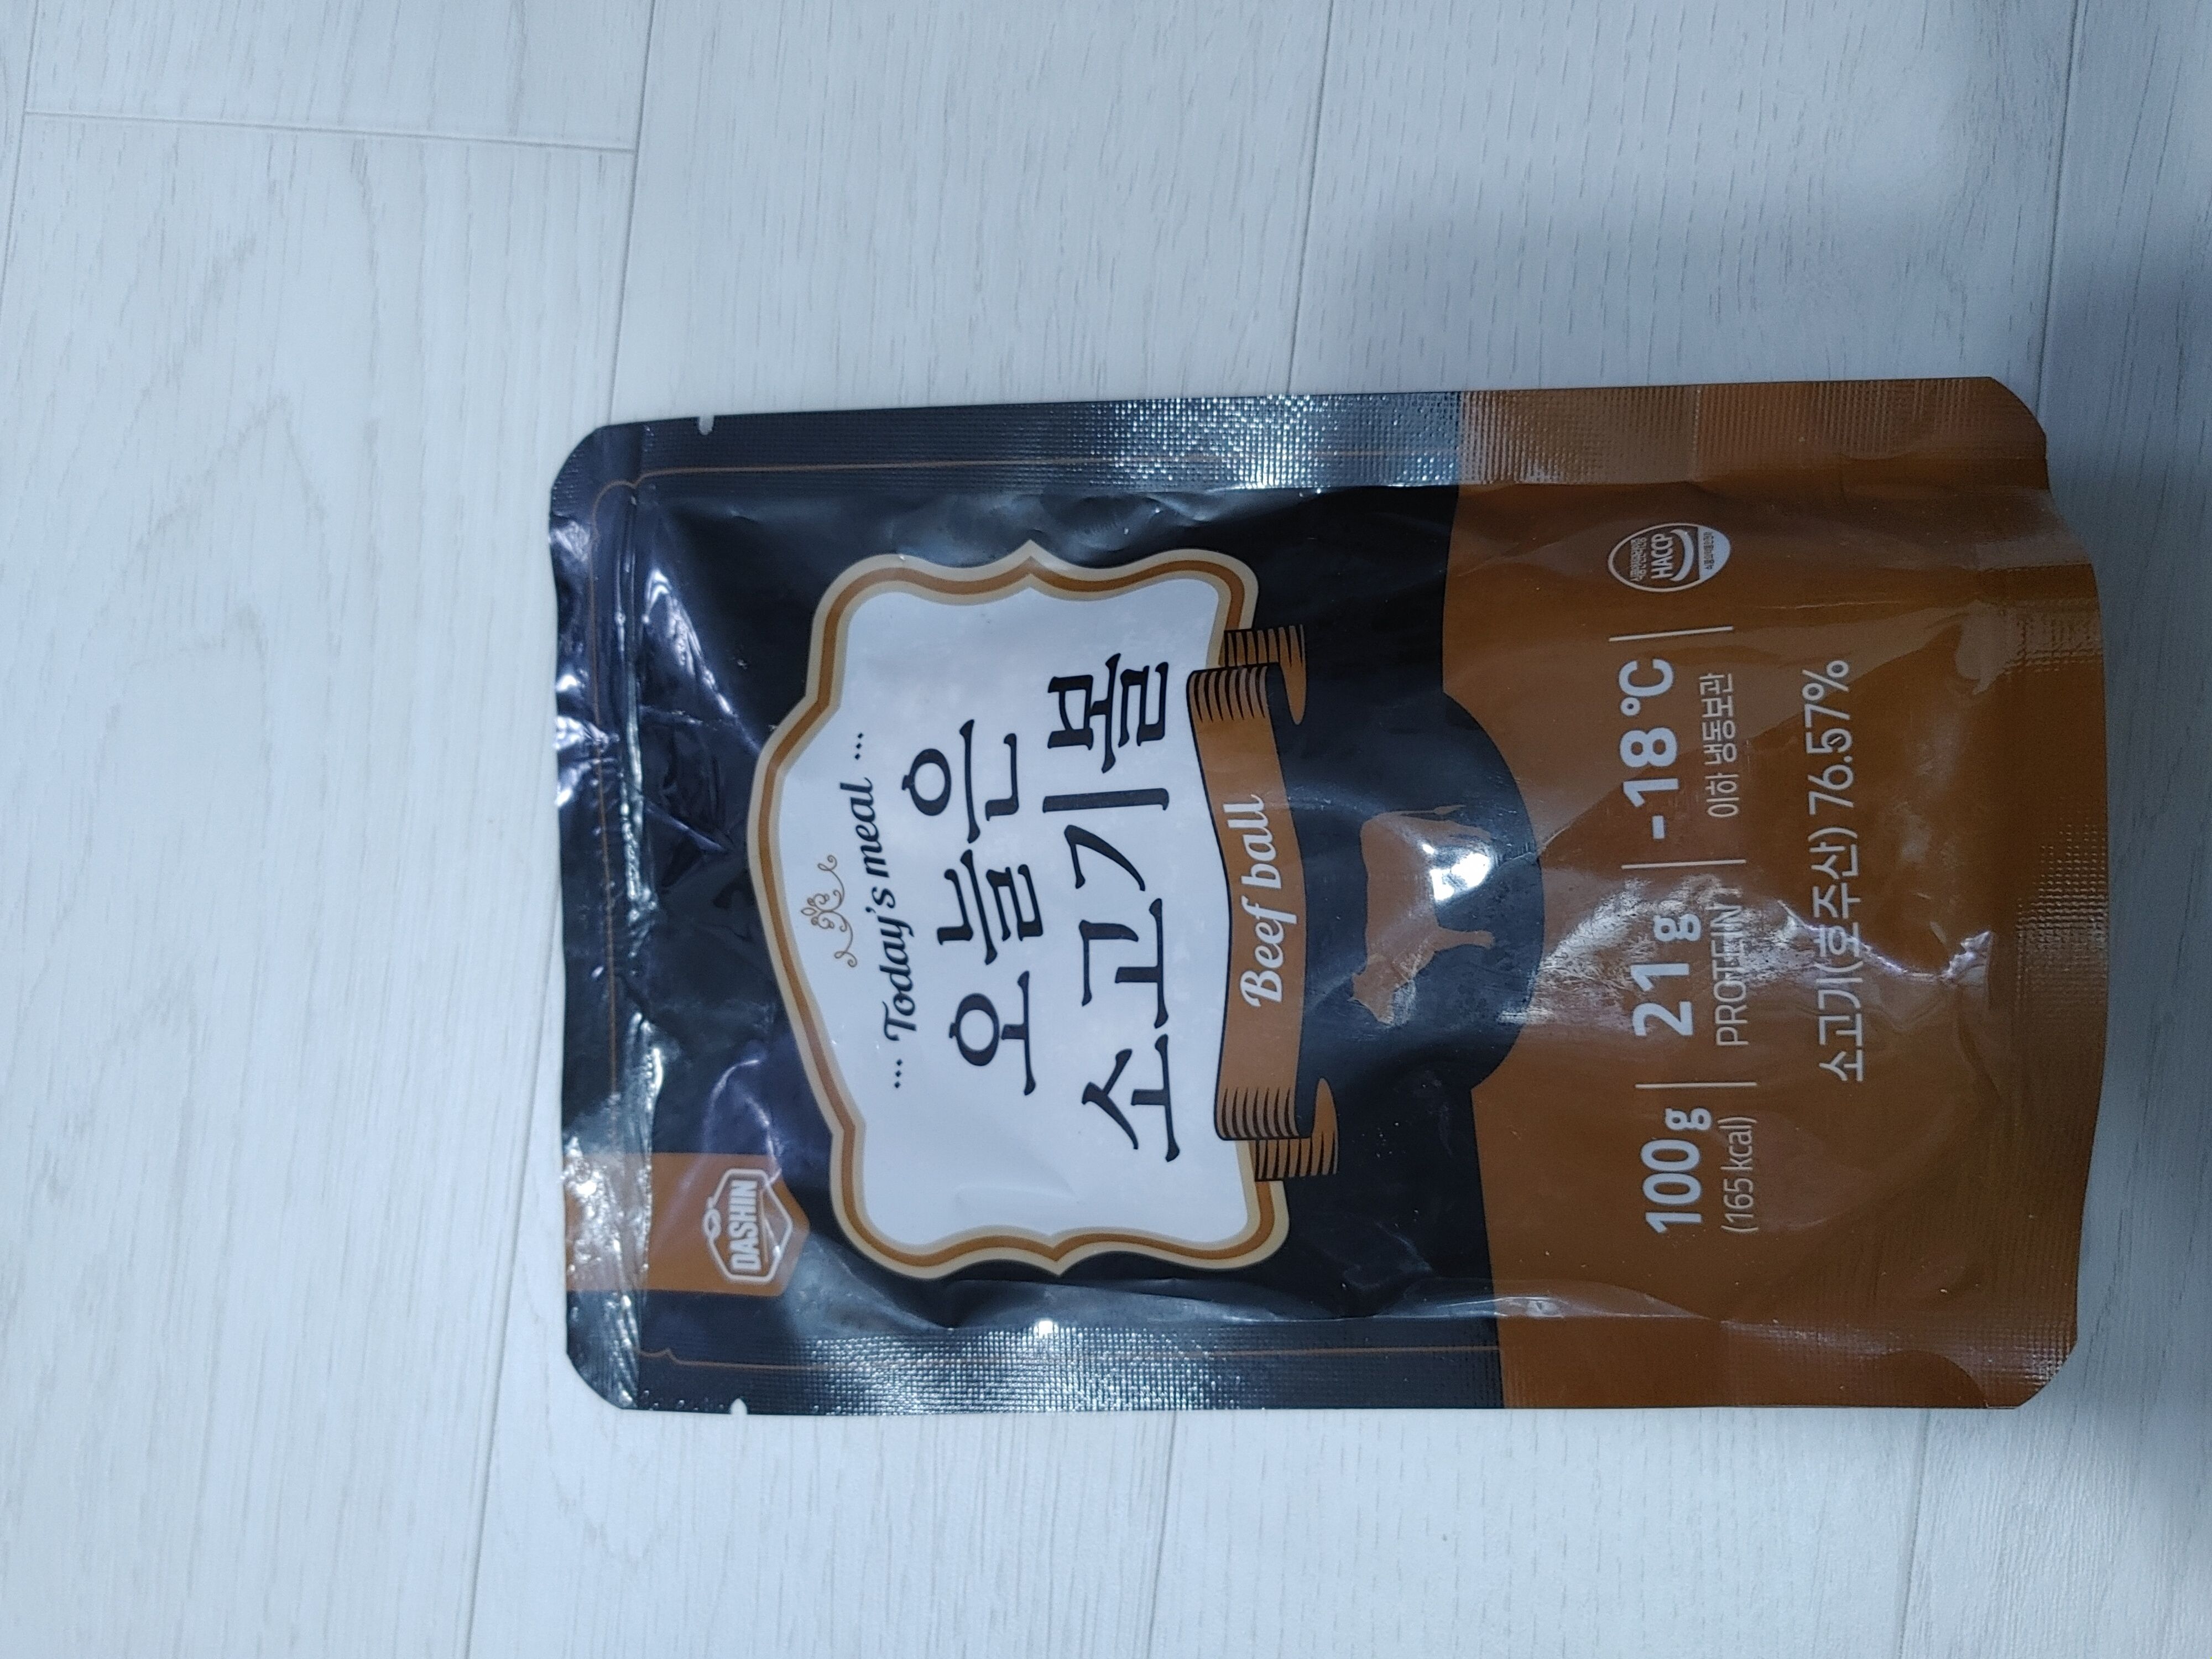 DASHIN
Today's meal
오늘은
소고기볼
Beef ball
100g
(165 kcal)
21g
PROTEIN
-18℃
이하 냉동보관
HACCP
소고기(호주산) 76.57%